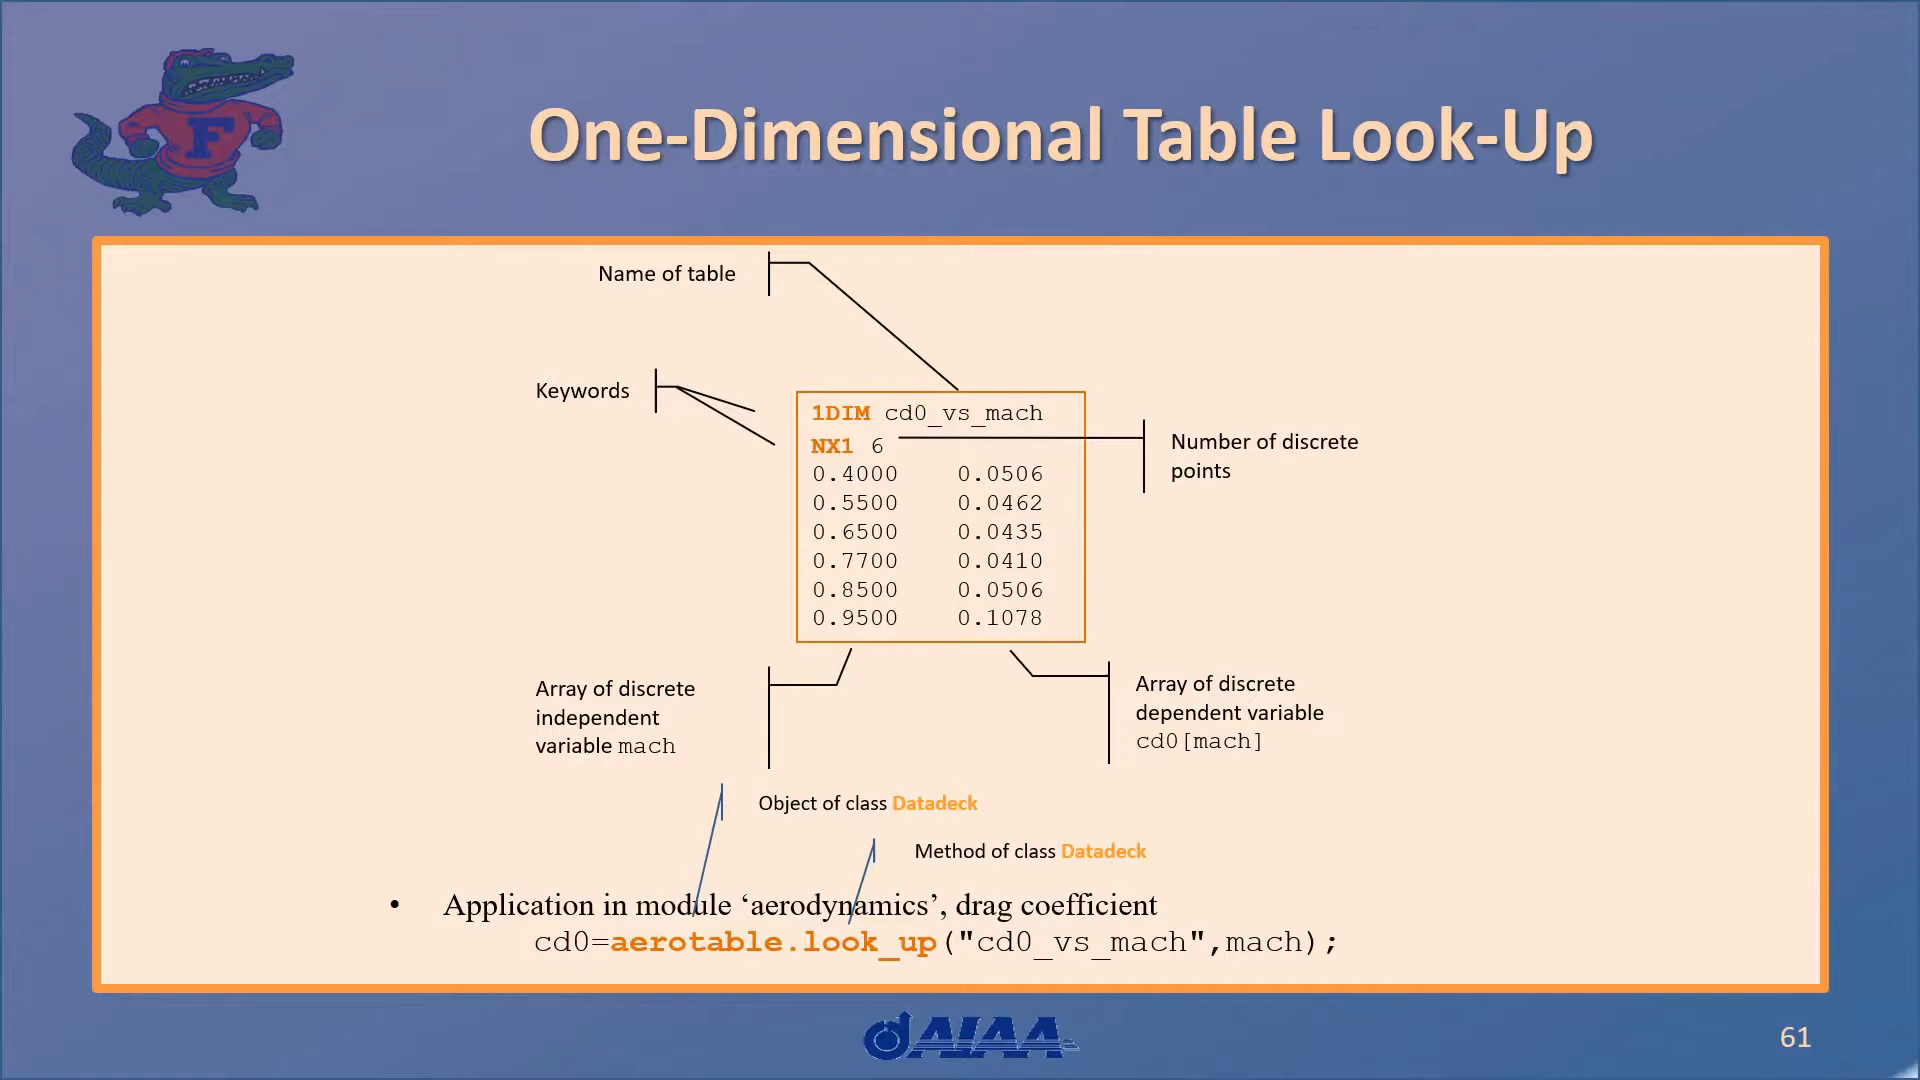 F
One-Dimensional Table Look-Up
Name of table
Keywords
1DIM cd0_vs_mach
NX1 6
0.4000 0.0506
0.5500 0.0462
0.6500 0.0435
0.7700 0.0410
0.8500 0.0506
0.9500 0.1078
Number of discrete
points
Array of discrete
independent
variable mach
Array of discrete
dependent variable
cd0[mach]
Object of class Datadeck
Method of class Datadeck
• Application in module ‘aerodynamics’, drag coefficient
cd0=aerotable.look_up("cd0_vs_mach",mach);
AIAA
61